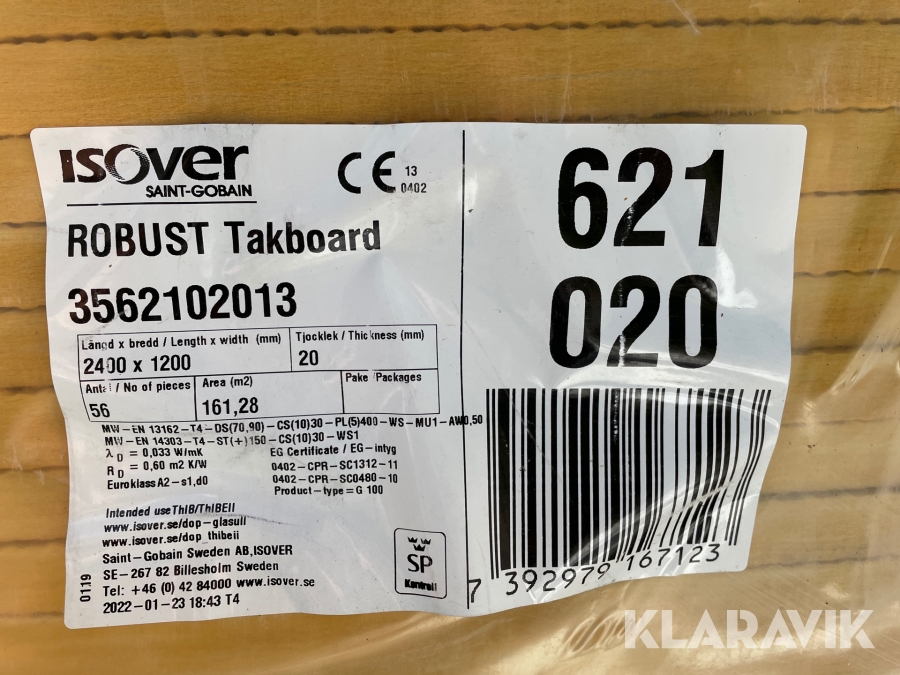 ISOVER
SAINT-GOBAIN
CE 13
0402
ROBUST Takboard
3562102013
Längd x bredd / Length x width (mm)
2400 x 1200
Tjocklek / Thickness (mm)
20
Antal / No of pieces
56
Area (m2)
161,28
Pake /Packages
MW-EN 13162-T4-DS(70,90)-CS(10)30-PL(5)400-WS-MU1-AW0,50
MW-EN 14303-T4-ST(+)150-CS(10)30-WS1
λD = 0,033 W/mK
RD = 0,60 m2 K/W
Euroklass A2-s1,d0
EG Certificate / EG-intyg
0402-CPR-SC1312-11
0402-CPR-SC0480-10
Product-type=G 100
Intended use ThIB/ThIBEII
www.isover.se/dop-glasull
www.isover.se/dop_thibeii
Saint-Gobain Sweden AB,ISOVER
SE-267 82 Billesholm Sweden
Tel: +46 (0) 42 84000 www.isover.se
2022-01-23 18:43 T4
0119
SP
Kontroll
621
020
7 392979 167123
KLARAVIK